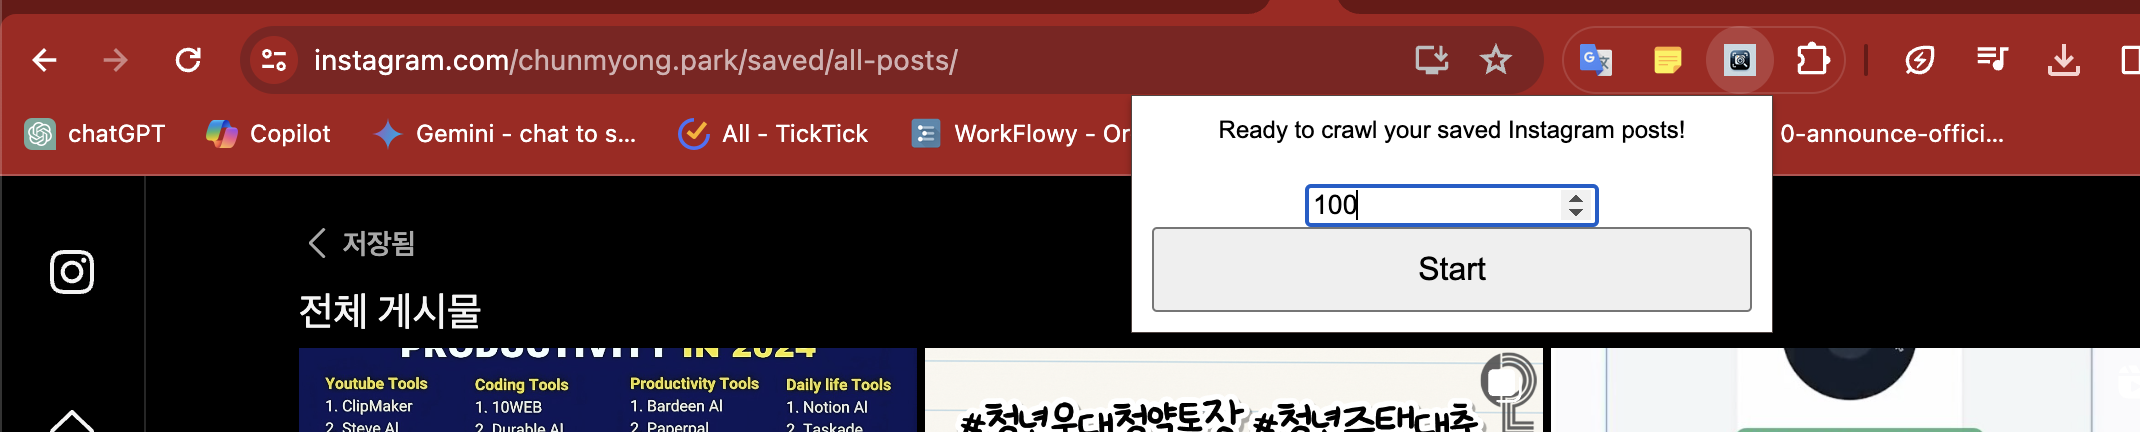 instagram.com/chunmyong.park/saved/all-posts/
chatGPT
Copilot
Gemini - chat to s...
All - TickTick
WorkFlowy - Or
0-announce-offici...
Ready to crawl your saved Instagram posts!
100
Start
저장됨
전체 게시물
PRODUCTIVITY IN 2024
Youtube Tools
1. ClipMaker
2. Steve AI
Coding Tools
1. 10WEB
2. Durable AI
Productivity Tools
1. Bardeen AI
2. Paperpal
Daily life Tools
1. Notion AI
2. Taskade
#청년우대청약통장 #청년주택대출